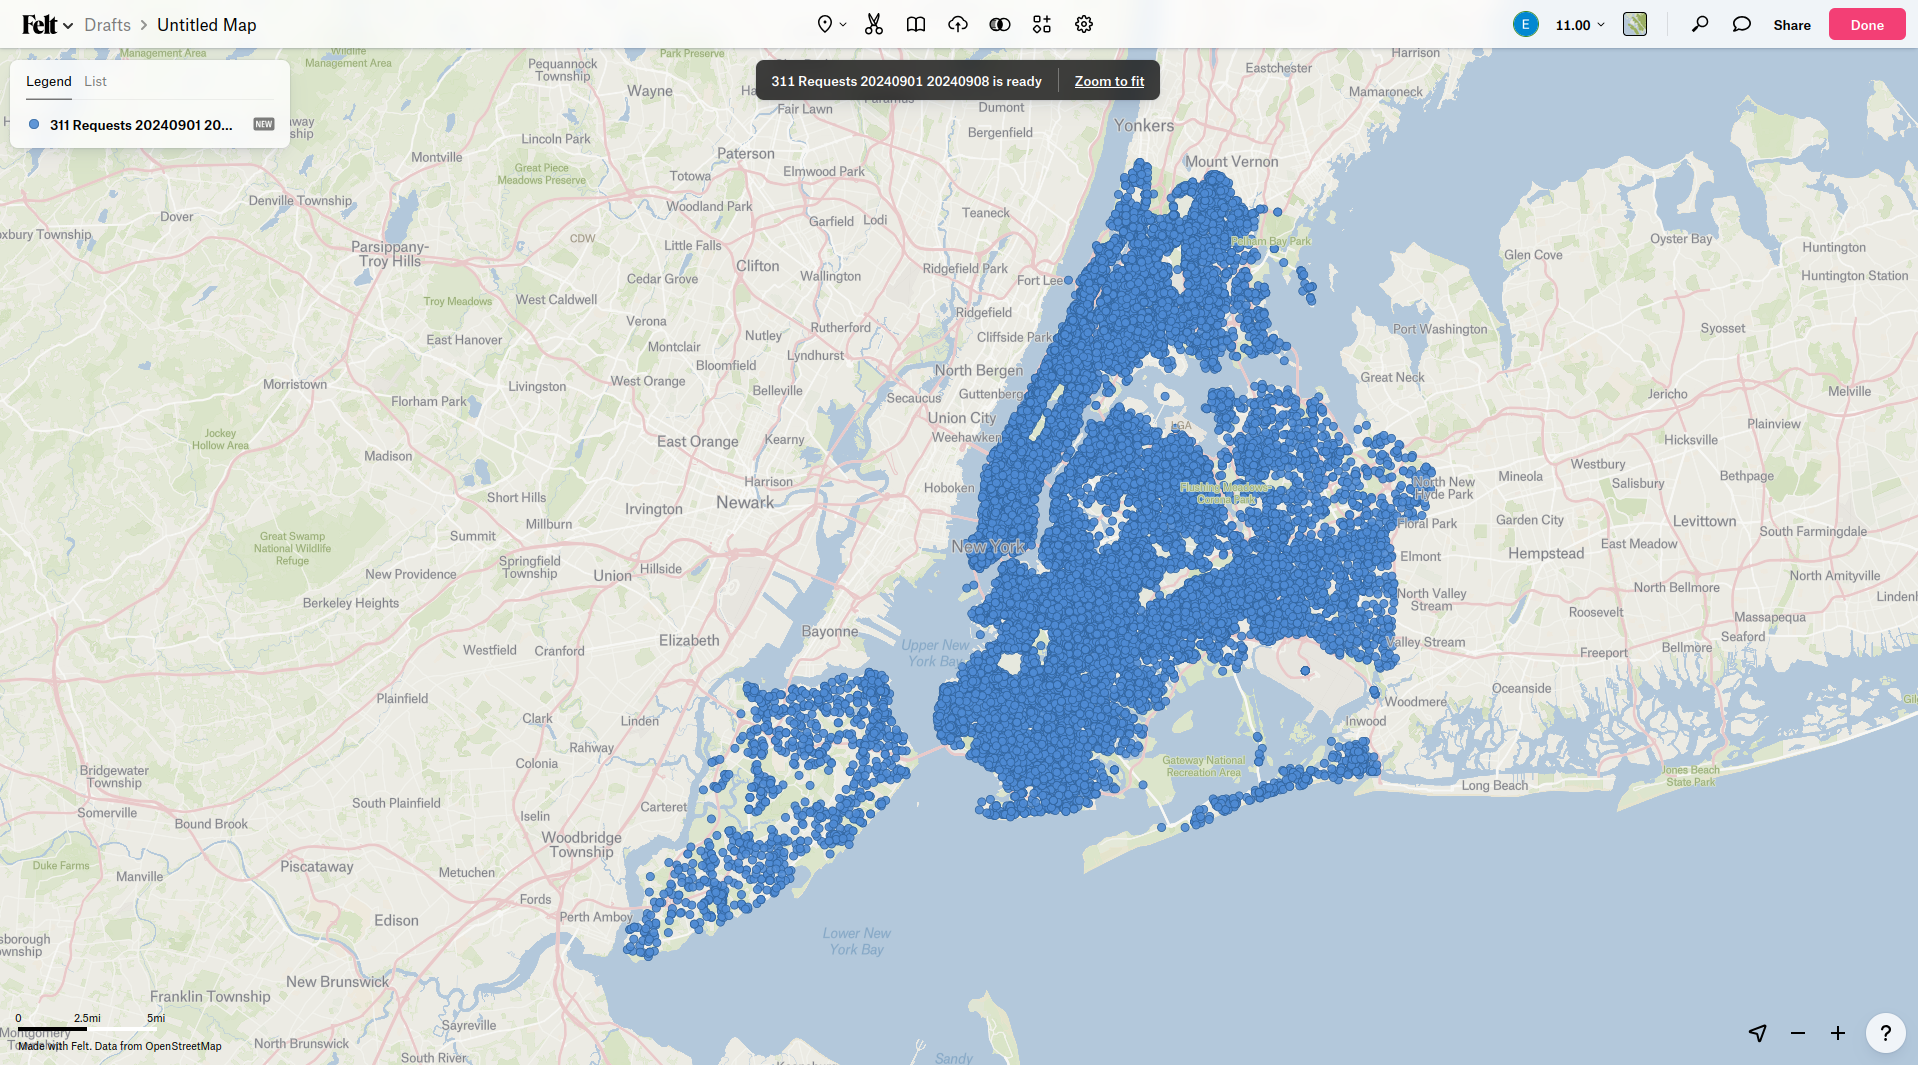 Felt
Drafts
Untitled Map
E
11.00
Share
Done
Legend
List
311 Requests 20240901 20...
NEW
311 Requests 20240901 20240908 is ready
Zoom to fit
Management Area
Wildlife
Management Area
Park Preserve
Harrison
Pequannock
Township
Wayne
Fair Lawn
Dumont
Eastchester
Mamaroneck
Lincoln Park
Bergenfield
Yonkers
Montville
Paterson
Mount Vernon
Great Piece
Meadows Preserve
Totowa
Elmwood Park
Denville Township
Woodland Park
Dover
Garfield
Lodi
Teaneck
oxbury Township
CDW
Parsippany-
Troy Hills
Little Falls
Pelham Bay Park
Oyster Bay
Huntington
Clifton
Wallington
Ridgefield Park
Fort Lee
Glen Cove
Huntington Station
Cedar Grove
Troy Meadows
West Caldwell
Ridgefield
Verona
Nutley
Rutherford
Cliffside Park
Port Washington
Syosset
East Hanover
Montclair
Lyndhurst
Bloomfield
North Bergen
Great Neck
Morristown
Livingston
West Orange
Belleville
Secaucus
Guttenberg
Jericho
Melville
Florham Park
Union City
Weehawken
LGA
Plainview
Jockey
Hollow Area
East Orange
Kearny
Hicksville
Madison
Westbury
Mineola
Bethpage
Harrison
Hoboken
Flushing Meadows
Corona Park
North New
Hyde Park
Salisbury
Short Hills
Newark
Irvington
Millburn
Floral Park
Garden City
Levittown
South Farmingdale
Great Swamp
National Wildlife
Refuge
Summit
New York
Elmont
Hempstead
East Meadow
Springfield
Township
New Providence
Union
Hillside
North Bellmore
North Amityville
Berkeley Heights
North Valley
Stream
Roosevelt
Massapequa
Linden
Bayonne
Elizabeth
Upper New
York Bay
Valley Stream
Seaford
Westfield
Cranford
Freeport
Bellmore
Plainfield
Oceanside
Woodmere
Clark
Linden
Inwood
Rahway
Colonia
Gateway National
Recreation Area
Bridgewater
Township
Long Beach
Jones Beach
State Park
South Plainfield
Carteret
Somerville
Bound Brook
Iselin
Woodbridge
Township
Duke Farms
Piscataway
Manville
Metuchen
Fords
Edison
Perth Amboy
Lower New
York Bay
sborough
ownship
New Brunswick
Franklin Township
0
2.5mi
5mi
Sayreville
Made with Felt. Data from OpenStreetMap
North Brunswick
South River
Sandy
?